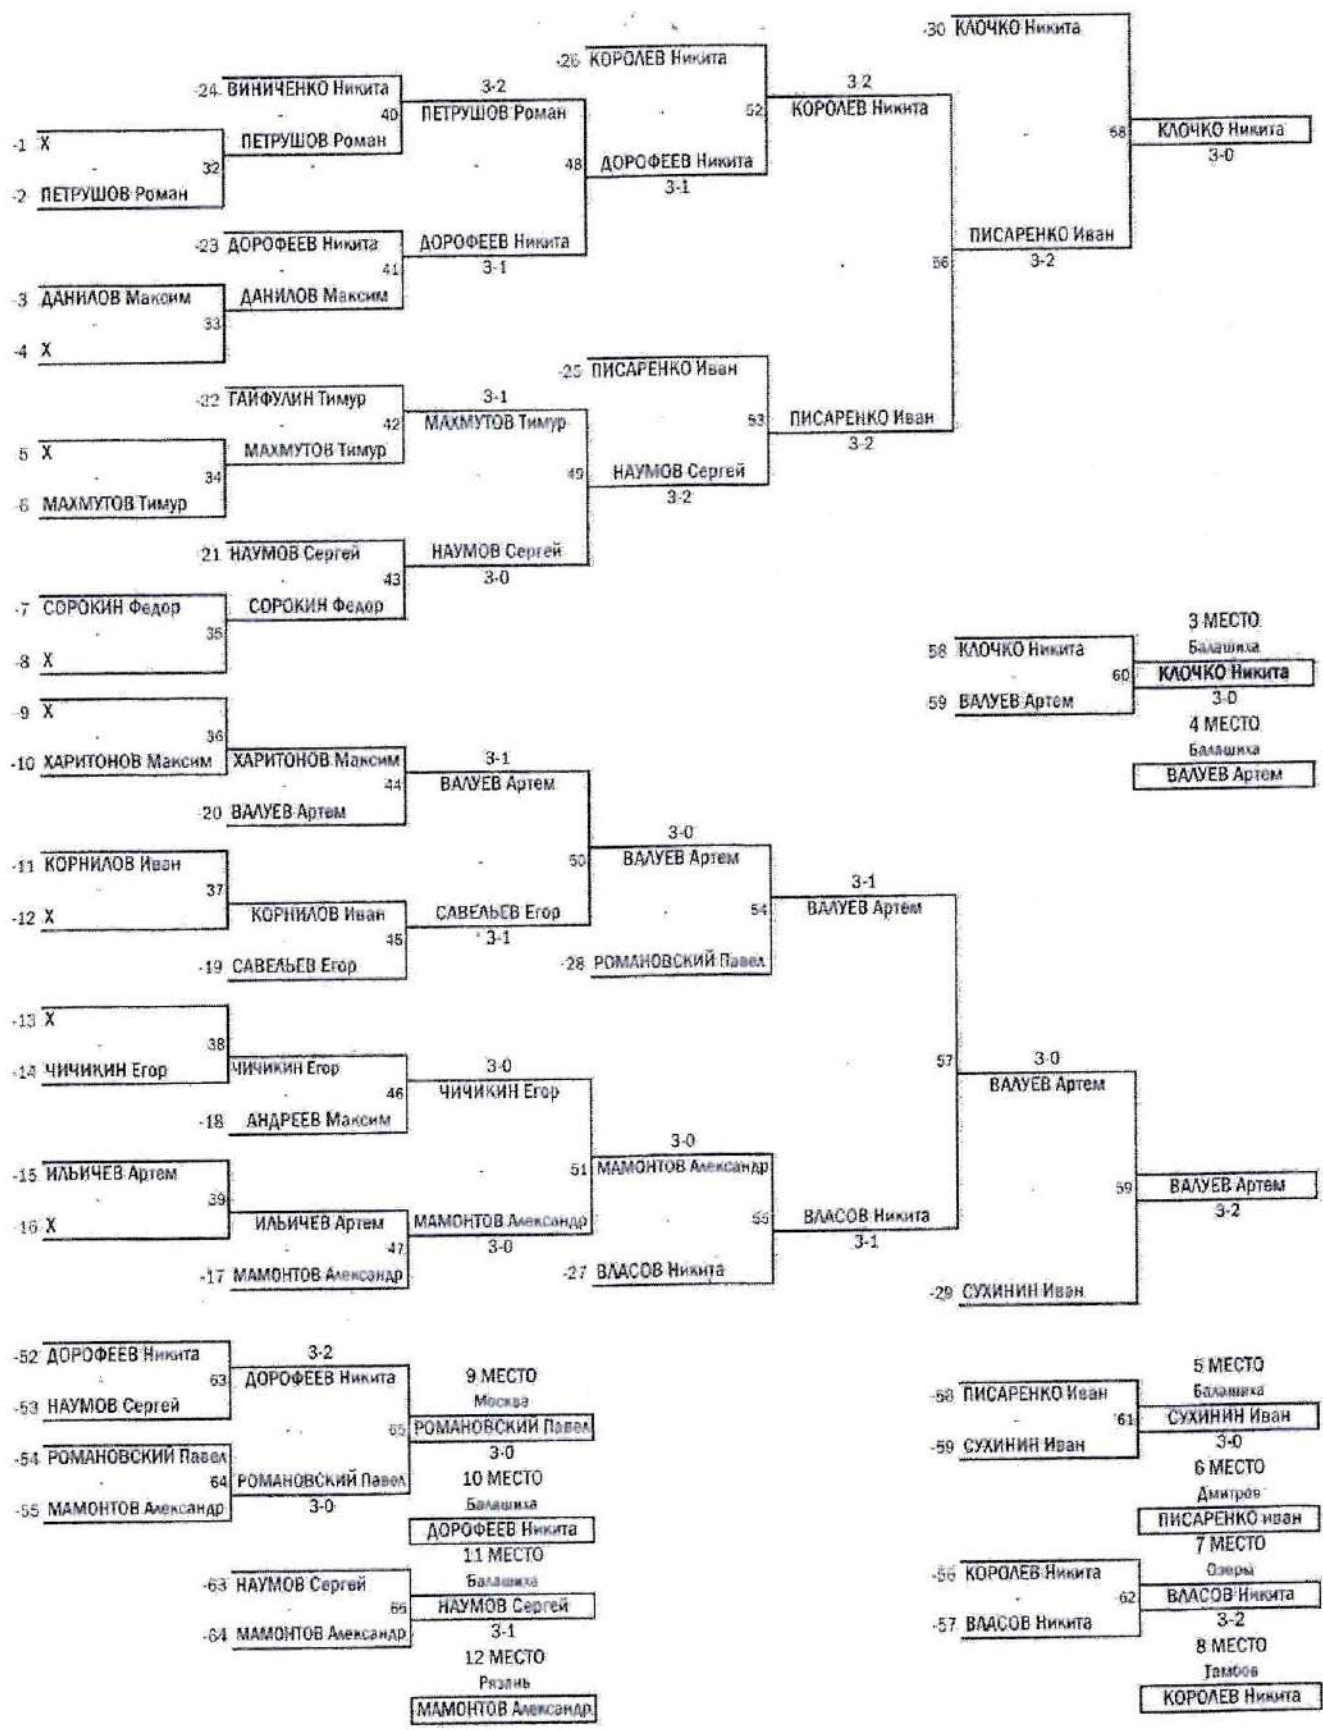 -30 КЛОЧКО Никита
-26 КОРОЛЕВ Никита
3-2
КОРОЛЕВ Никита
52
-24 ВИНИЧЕНКО Никита
3-2
40
ПЕТРУШОВ Роман
ПЕТРУШОВ Роман
-1 X
32
-2 ПЕТРУШОВ Роман
48
ДОРОФЕЕВ Никита
3-1
58
КЛОЧКО Никита
3-0
ПИСАРЕНКО Иван
3-2
56
-23 ДОРОФЕЕВ Никита
41
ДОРОФЕЕВ Никита
3-1
-3 ДАНИЛОВ Максим
ДАНИЛОВ Максим
33
-4 X
-25 ПИСАРЕНКО Иван
-22 ГАЙФУЛИН Тимур
3-1
42
МАХМУТОВ Тимур
53
ПИСАРЕНКО Иван
3-2
5 X
МАХМУТОВ Тимур
34
-6 МАХМУТОВ Тимур
49
НАУМОВ Сергей
3-2
21 НАУМОВ Сергей
43
НАУМОВ Сергей
3-0
-7 СОРОКИН Федор
СОРОКИН Федор
35
-8 X
3 МЕСТО
Балашиха
58 КЛОЧКО Никита
60
КЛОЧКО Никита
3-0
59 ВАЛУЕВ Артем
4 МЕСТО
Балашиха
ВАЛУЕВ Артем
-9 X
36
-10 ХАРИТОНОВ Максим
ХАРИТОНОВ Максим
3-1
44
ВАЛУЕВ Артем
-20 ВАЛУЕВ Артем
3-0
50
ВАЛУЕВ Артем
-11 КОРНИЛОВ Иван
37
-12 X
КОРНИЛОВ Иван
45
САВЕЛЬЕВ Егор
3-1
54
3-1
ВАЛУЕВ Артем
-19 САВЕЛЬЕВ Егор
-28 РОМАНОВСКИЙ Павел
-13 X
38
-14 ЧИЧИКИН Егор
ЧИЧИКИН Егор
3-0
46
ЧИЧИКИН Егор
-18 АНДРЕЕВ Максим
57
3-0
ВАЛУЕВ Артем
3-0
51
МАМОНТОВ Александр
-15 ИЛЬИЧЕВ Артем
39
-16 X
ИЛЬИЧЕВ Артем
47
МАМОНТОВ Александр
3-0
55
ВЛАСОВ Никита
3-1
59
ВАЛУЕВ Артем
3-2
-17 МАМОНТОВ Александр
-27 ВЛАСОВ Никита
-29 СУХИНИН Иван
-52 ДОРОФЕЕВ Никита
3-2
63
ДОРОФЕЕВ Никита
-53 НАУМОВ Сергей
9 МЕСТО
Москва
65
РОМАНОВСКИЙ Павел
3-0
-54 РОМАНОВСКИЙ Павел
64
РОМАНОВСКИЙ Павел
3-0
-55 МАМОНТОВ Александр
10 МЕСТО
Балашиха
ДОРОФЕЕВ Никита
11 МЕСТО
Балашиха
-63 НАУМОВ Сергей
66
НАУМОВ Сергей
3-1
-64 МАМОНТОВ Александр
12 МЕСТО
Рязань
МАМОНТОВ Александр
5 МЕСТО
Балашиха
-58 ПИСАРЕНКО Иван
61
СУХИНИН Иван
3-0
-59 СУХИНИН Иван
6 МЕСТО
Дмитров
ПИСАРЕНКО иван
7 МЕСТО
Озеры
-56 КОРОЛЕВ Никита
62
ВЛАСОВ Никита
3-2
-57 ВЛАСОВ Никита
8 МЕСТО
Тамбов
КОРОЛЕВ Никита